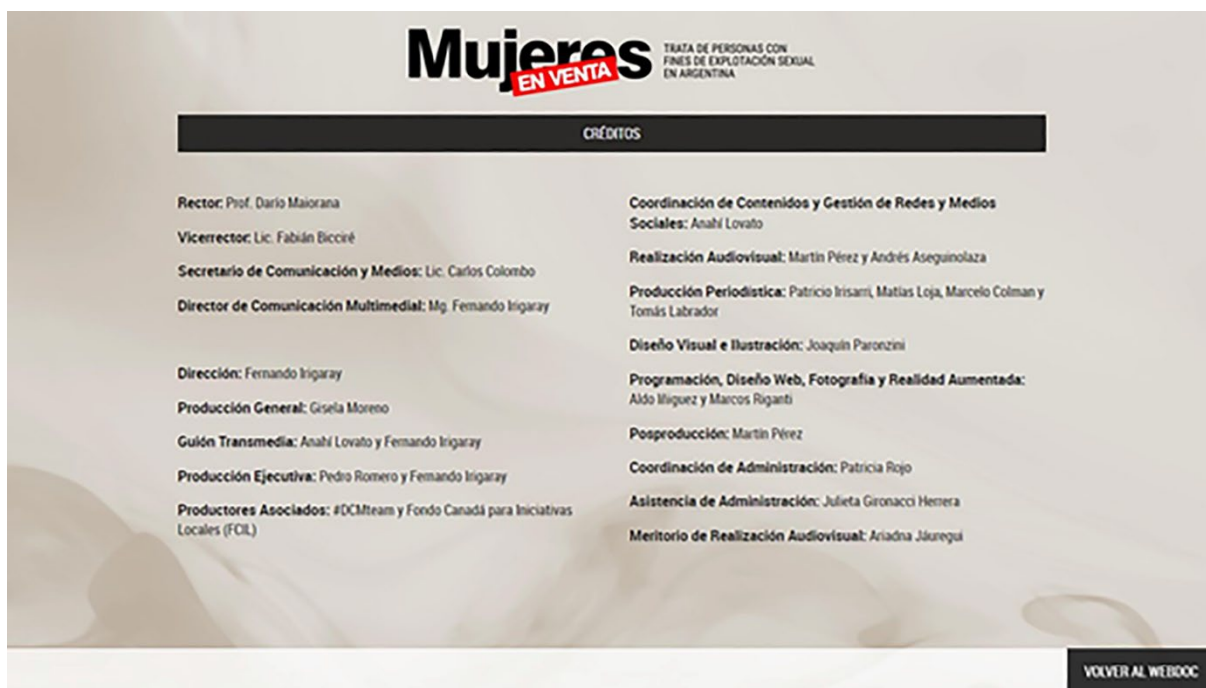 Mujeres
EN VENTA
TRATA DE PERSONAS CON
FINES DE EXPLOTACIÓN SEXUAL
EN ARGENTINA
CRÉDITOS
Rector: Prof. Darío Maiorana
Vicerrector: Lic. Fabián Bicciré
Secretario de Comunicación y Medios: Lic. Carlos Colombo
Director de Comunicación Multimedial: Mg. Fernando Irigaray
Dirección: Fernando Irigaray
Producción General: Gisela Moreno
Guión Transmedia: Anahí Lovato y Fernando Irigaray
Producción Ejecutiva: Pedro Romero y Fernando Irigaray
Productores Asociados: #DCMteam y Fondo Canadá para Iniciativas
Locales (FCIL)
Coordinación de Contenidos y Gestión de Redes y Medios
Sociales: Anahí Lovato
Realización Audiovisual: Martín Pérez y Andrés Aseguinolaza
Producción Periodística: Patricio Irisarri, Matías Loja, Marcelo Colman y
Tomás Labrador
Diseño Visual e Ilustración: Joaquín Paronzini
Programación, Diseño Web, Fotografía y Realidad Aumentada:
Aldo Iñiguez y Marcos Riganti
Posproducción: Martín Pérez
Coordinación de Administración: Patricia Rojo
Asistencia de Administración: Julieta Gironacci Herrera
Meritorio de Realización Audiovisual: Ariadna Jáuregui
VOLVER AL WEBDOC